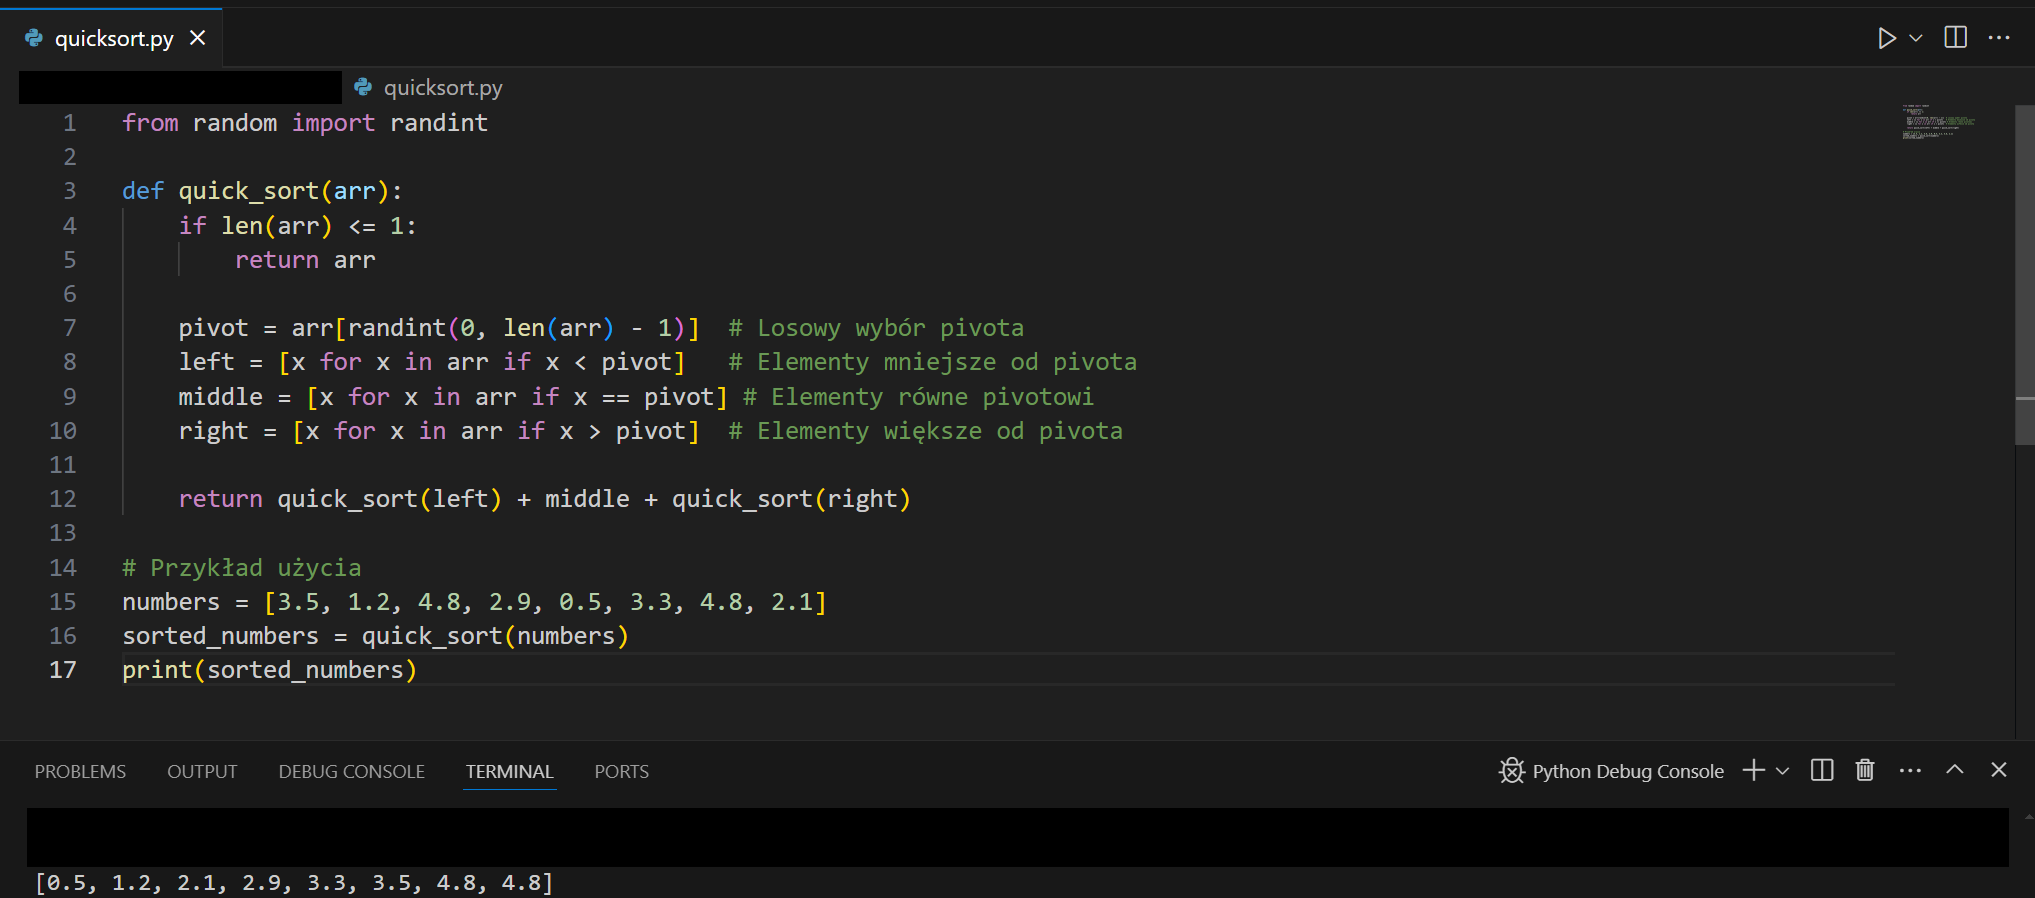 quicksort.py
quicksort.py
1 from random import randint
2
3 def quick_sort(arr):
4     if len(arr) <= 1:
5         return arr
6
7     pivot = arr[randint(0, len(arr) - 1)]  # Losowy wybór pivota
8     left = [x for x in arr if x < pivot]   # Elementy mniejsze od pivota
9     middle = [x for x in arr if x == pivot] # Elementy równe pivotowi
10     right = [x for x in arr if x > pivot]  # Elementy większe od pivota
11
12     return quick_sort(left) + middle + quick_sort(right)
13
14 # Przykład użycia
15 numbers = [3.5, 1.2, 4.8, 2.9, 0.5, 3.3, 4.8, 2.1]
16 sorted_numbers = quick_sort(numbers)
17 print(sorted_numbers)
PROBLEMS OUTPUT DEBUG CONSOLE TERMINAL PORTS Python Debug Console
[0.5, 1.2, 2.1, 2.9, 3.3, 3.5, 4.8, 4.8]